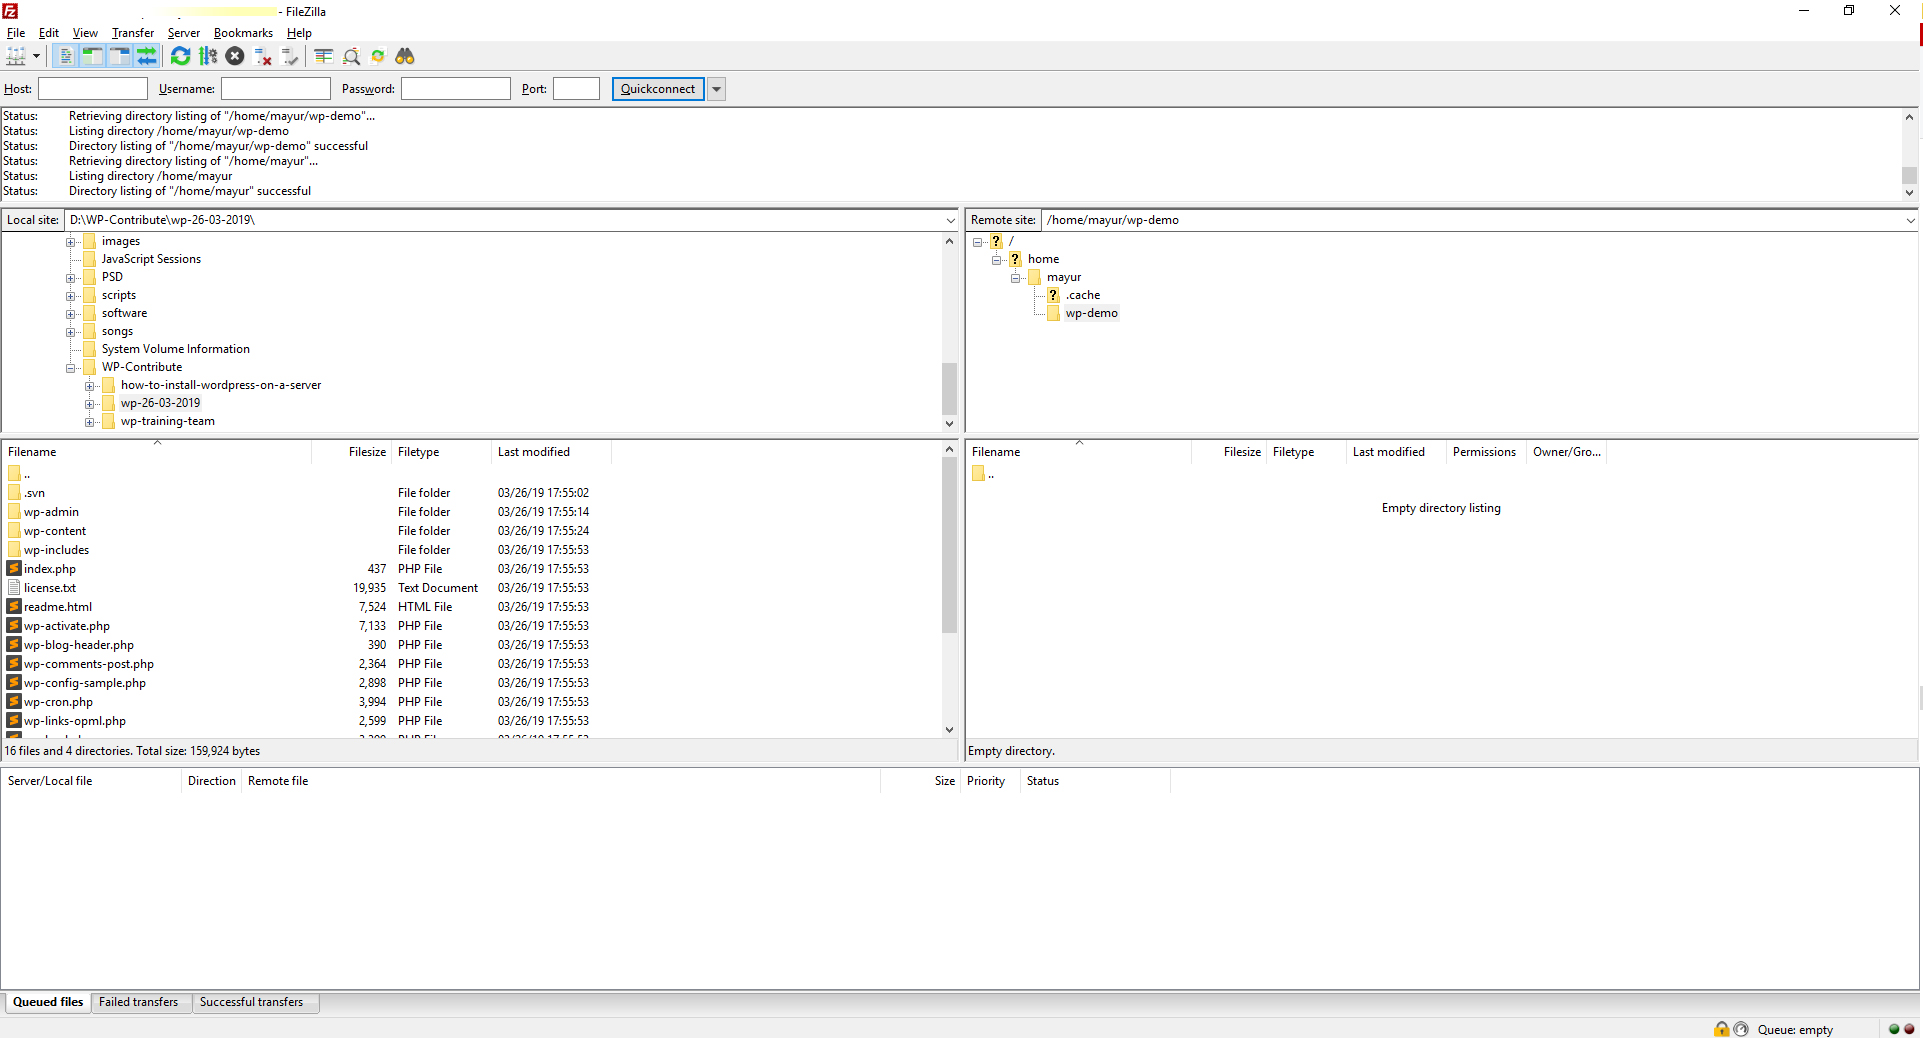 - FileZilla
File Edit View Transfer Server Bookmarks Help
Host: Username: Password: Port: Quickconnect
Status: Retrieving directory listing of "/home/mayur/wp-demo"...
Status: Listing directory /home/mayur/wp-demo
Status: Directory listing of "/home/mayur/wp-demo" successful
Status: Retrieving directory listing of "/home/mayur"...
Status: Listing directory /home/mayur
Status: Directory listing of "/home/mayur" successful
Local site: D:\WP-Contribute\wp-26-03-2019\
images
JavaScript Sessions
PSD
scripts
software
songs
System Volume Information
WP-Contribute
how-to-install-wordpress-on-a-server
wp-26-03-2019
wp-training-team
Remote site: /home/mayur/wp-demo
/
home
mayur
.cache
wp-demo
Filename Filesize Filetype Last modified
..
.svn File folder 03/26/19 17:55:02
wp-admin File folder 03/26/19 17:55:14
wp-content File folder 03/26/19 17:55:24
wp-includes File folder 03/26/19 17:55:53
index.php 437 PHP File 03/26/19 17:55:53
license.txt 19,935 Text Document 03/26/19 17:55:53
readme.html 7,524 HTML File 03/26/19 17:55:53
wp-activate.php 7,133 PHP File 03/26/19 17:55:53
wp-blog-header.php 390 PHP File 03/26/19 17:55:53
wp-comments-post.php 2,364 PHP File 03/26/19 17:55:53
wp-config-sample.php 2,898 PHP File 03/26/19 17:55:53
wp-cron.php 3,994 PHP File 03/26/19 17:55:53
wp-links-opml.php 2,599 PHP File 03/26/19 17:55:53
16 files and 4 directories. Total size: 159,924 bytes
Filename Filesize Filetype Last modified Permissions Owner/Gro...
..
Empty directory listing
Empty directory.
Server/Local file Direction Remote file Size Priority Status
Queued files Failed transfers Successful transfers
Queue: empty